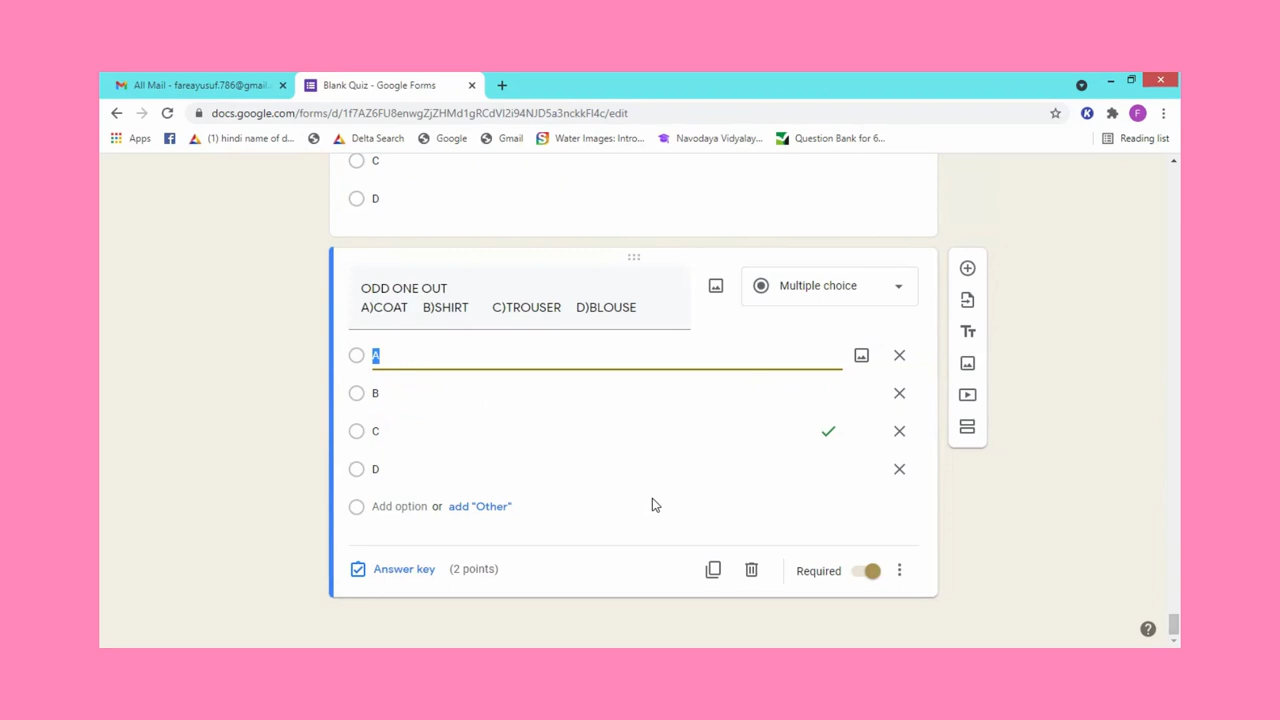 All Mail - fareayusuf.786@gmail.
Blank Quiz - Google Forms
docs.google.com/forms/d/1f7AZ6FU8enwgZjZHMd1gRCdVl2i94NJD5a3nckkFl4c/edit
F
Apps
(1) hindi name of d...
Delta Search
Google
Gmail
Water Images: Intro...
Navodaya Vidyalay...
Question Bank for 6...
Reading list
C
D
ODD ONE OUT
A)COAT B)SHIRT C)TROUSER D)BLOUSE
Multiple choice
A
B
C
D
Add option or add "Other"
Answer key (2 points)
Required